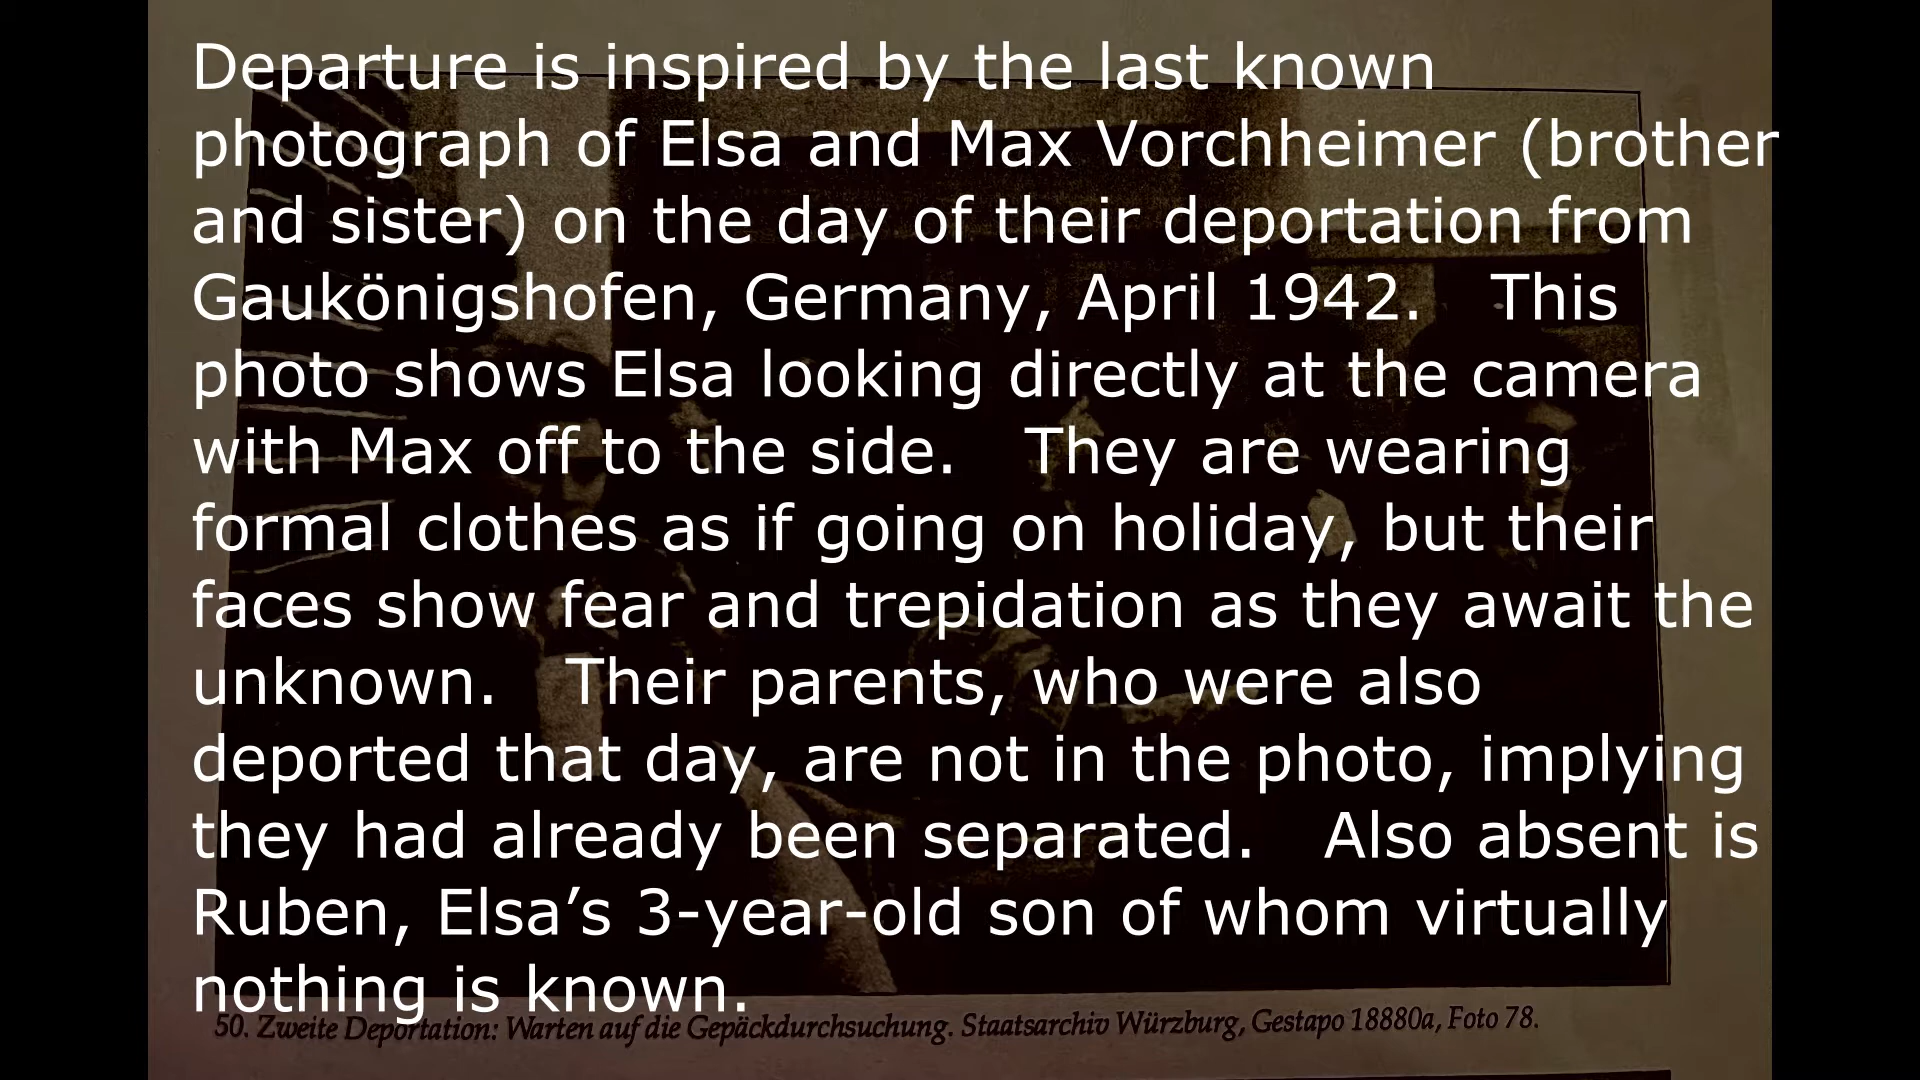 Departure is inspired by the last known
photograph of Elsa and Max Vorchheimer (brother
and sister) on the day of their deportation from
Gaukönigshofen, Germany, April 1942.   This
photo shows Elsa looking directly at the camera
with Max off to the side.   They are wearing
formal clothes as if going on holiday, but their
faces show fear and trepidation as they await the
unknown.   Their parents, who were also
deported that day, are not in the photo, implying
they had already been separated.   Also absent is
Ruben, Elsa’s 3-year-old son of whom virtually
nothing is known.
50. Zweite Deportation: Warten auf die Gepäckdurchsuchung. Staatsarchiv Würzburg, Gestapo 18880a, Foto 78.